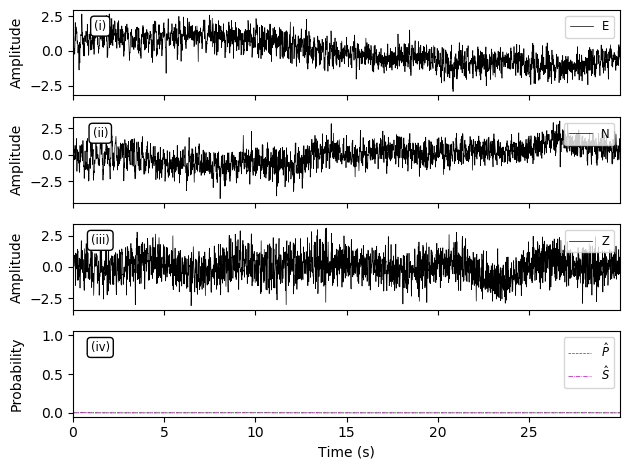 2.5
0.0
−2.5
Amplitude
(i)
E
2.5
0.0
−2.5
Amplitude
(ii)
N
2.5
0.0
−2.5
Amplitude
(iii)
Z
1.0
0.5
0.0
Probability
(iv)
P̂
Ŝ
0 5 10 15 20 25
Time (s)